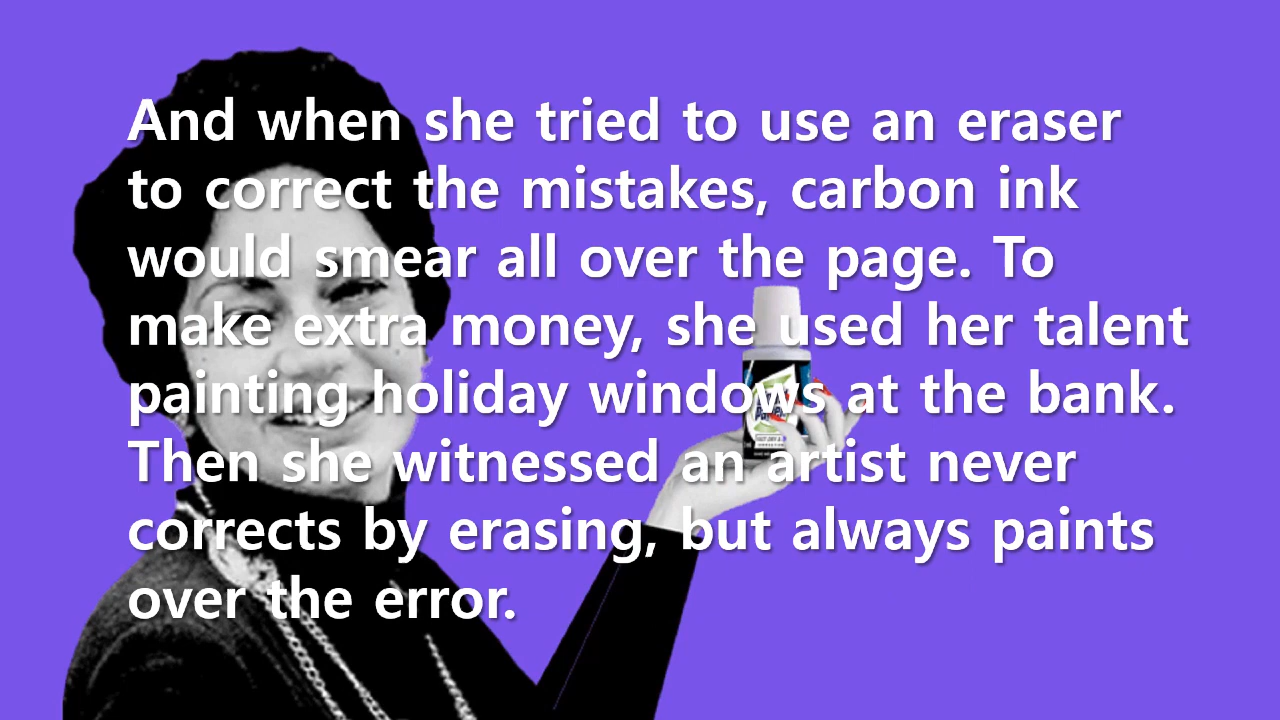 And when she tried to use an eraser
to correct the mistakes, carbon ink
would smear all over the page. To
make extra money, she used her talent
painting holiday windows at the bank.
Then she witnessed an artist never
corrects by erasing, but always paints
over the error.